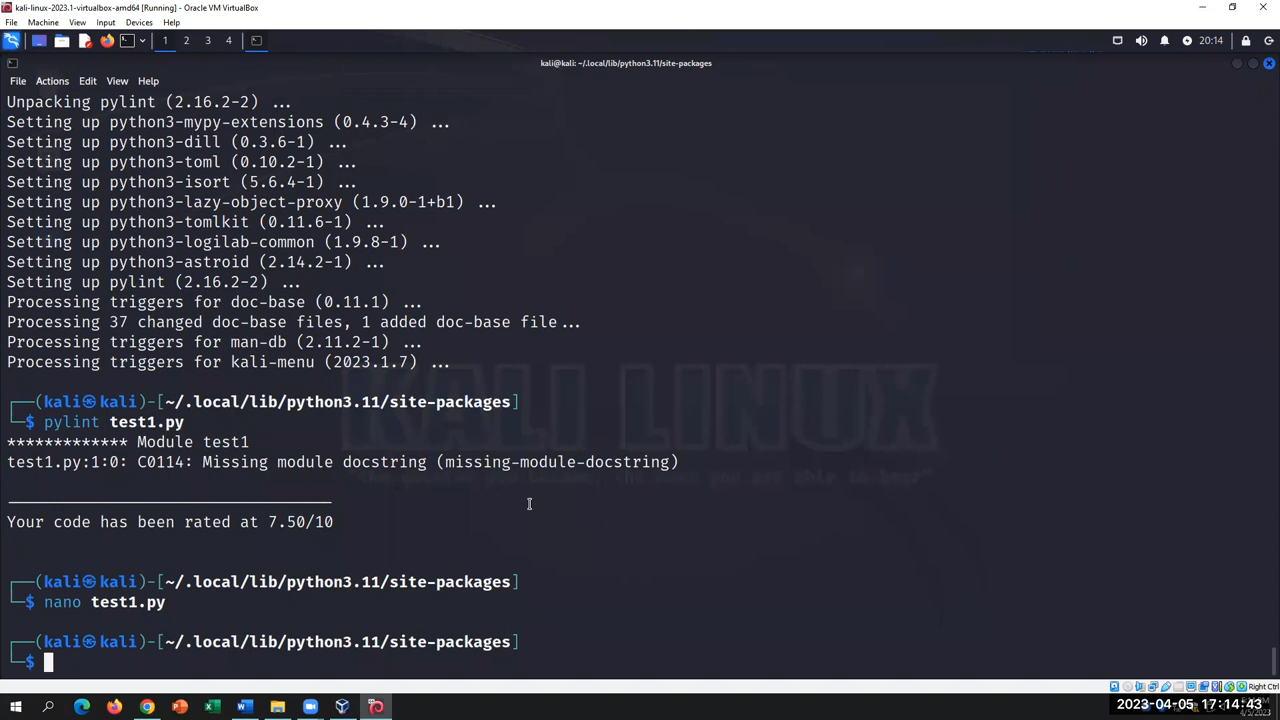 kali-linux-2023.1-virtualbox-amd64 [Running] - Oracle VM VirtualBox
File Machine View Input Devices Help
1 2 3 4
20:14
kali@kali: ~/.local/lib/python3.11/site-packages
File Actions Edit View Help
Unpacking pylint (2.16.2-2) ...
Setting up python3-mypy-extensions (0.4.3-4) ...
Setting up python3-dill (0.3.6-1) ...
Setting up python3-toml (0.10.2-1) ...
Setting up python3-isort (5.6.4-1) ...
Setting up python3-lazy-object-proxy (1.9.0-1+b1) ...
Setting up python3-tomlkit (0.11.6-1) ...
Setting up python3-logilab-common (1.9.8-1) ...
Setting up python3-astroid (2.14.2-1) ...
Setting up pylint (2.16.2-2) ...
Processing triggers for doc-base (0.11.1) ...
Processing 37 changed doc-base files, 1 added doc-base file...
Processing triggers for man-db (2.11.2-1) ...
Processing triggers for kali-menu (2023.1.7) ...
KALI LINUX
┌──(kali㉿kali)-[~/.local/lib/python3.11/site-packages]
└─$ pylint test1.py
************* Module test1
test1.py:1:0: C0114: Missing module docstring (missing-module-docstring)
Your code has been rated at 7.50/10
┌──(kali㉿kali)-[~/.local/lib/python3.11/site-packages]
└─$ nano test1.py
┌──(kali㉿kali)-[~/.local/lib/python3.11/site-packages]
└─$
Right Ctrl
2023-04-05 17:14:43
4/5/2023